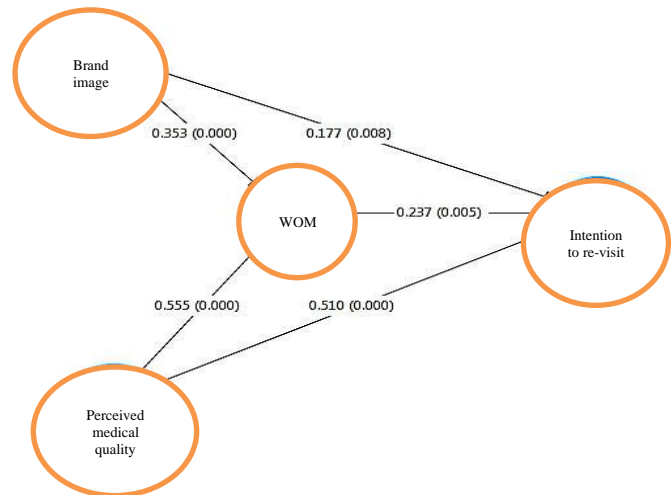 Brand
image
0.353 (0.000)
0.177 (0.008)
WOM
0.237 (0.005)
Intention
to re-visit
0.555 (0.000)
0.510 (0.000)
Perceived
medical
quality